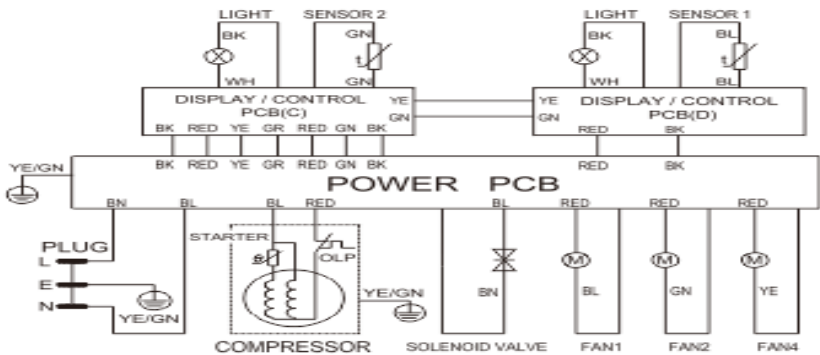 LIGHT SENSOR 2 LIGHT SENSOR 1
BK GN BK BL
WH GN WH BL
DISPLAY / CONTROL YE YE DISPLAY / CONTROL
PCB(C) GN GN PCB(D)
BK RED YE GR RED GN BK RED BK
BK RED YE GR RED GN BK RED BK
YE/GN
POWER PCB
BN BL BL RED BL RED RED RED
STARTER
PLUG
OLP
L
θ M M M
E
YE/GN BN BL GN YE
N
YE/GN
COMPRESSOR SOLENOID VALVE FAN1 FAN2 FAN4